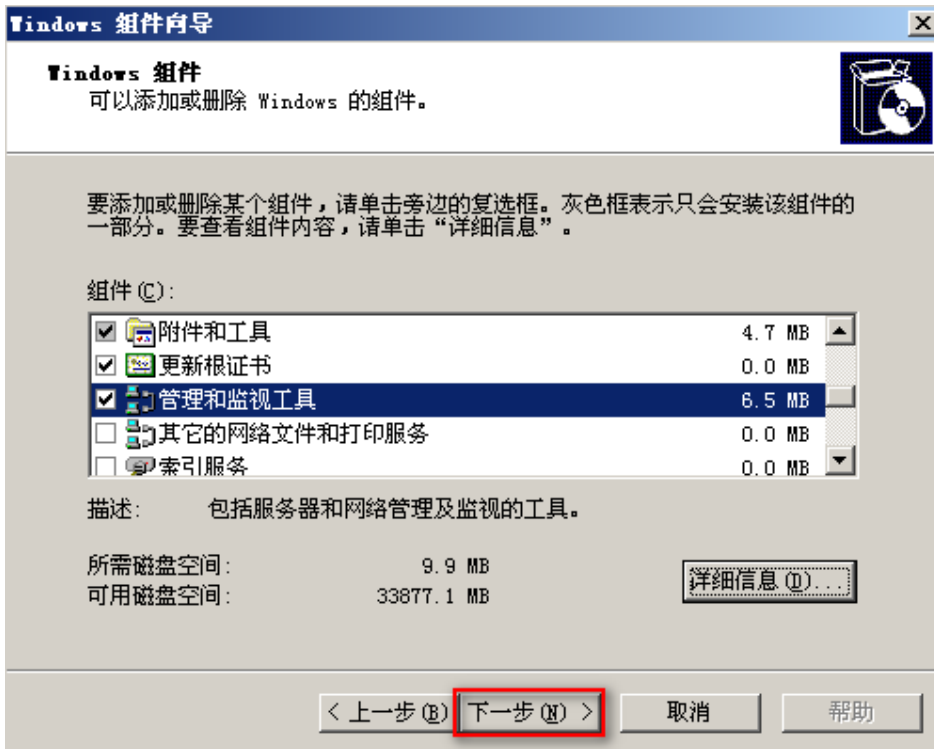 Windows 组件向导
Windows 组件
可以添加或删除 Windows 的组件。
要添加或删除某个组件，请单击旁边的复选框。灰色框表示只会安装该组件的
一部分。要查看组件内容，请单击“详细信息”。
组件(C):
附件和工具 4.7 MB
更新根证书 0.0 MB
管理和监视工具 6.5 MB
其它的网络文件和打印服务 0.0 MB
索引服务 0.0 MB
描述: 包括服务器和网络管理及监视的工具。
所需磁盘空间: 9.9 MB
可用磁盘空间: 33877.1 MB
详细信息(D)...
< 上一步(B) 下一步(N) > 取消 帮助